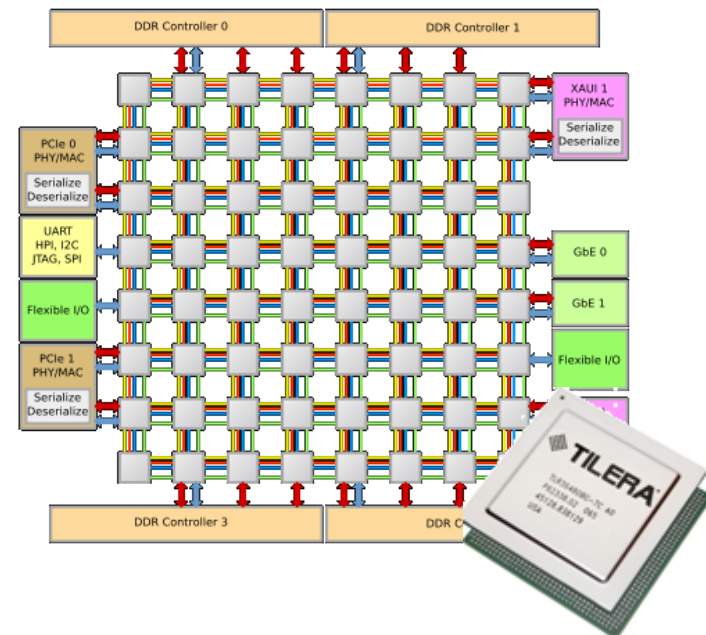 DDR Controller 0
DDR Controller 1
XAUI 1
PHY/MAC
Serialize
Deserialize
PCIe 0
PHY/MAC
Serialize
Deserialize
UART
HPI, I2C
JTAG, SPI
GbE 0
Flexible I/O
GbE 1
PCIe 1
PHY/MAC
Flexible I/O
Serialize
Deserialize
TILERA
USA
DDR Controller 3
DDR C